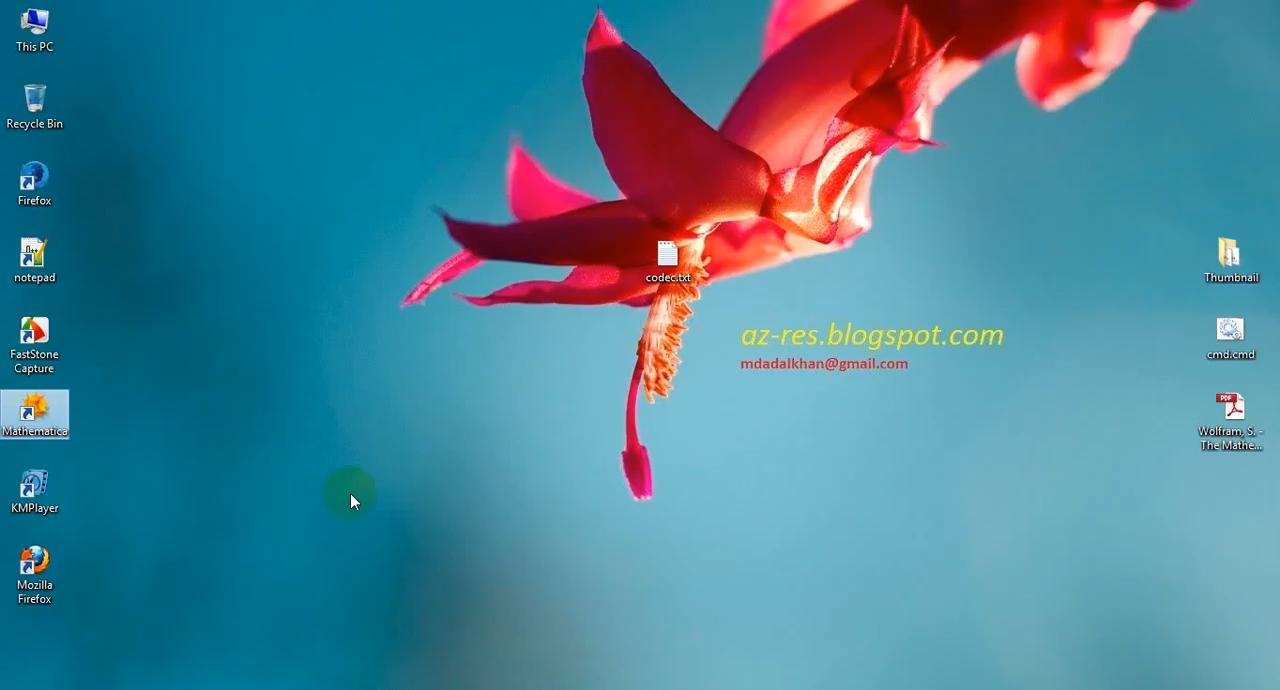 This PC
Recycle Bin
Firefox
notepad
FastStone
Capture
Mathematica
KMPlayer
Mozilla
Firefox
codec.txt
az-res.blogspot.com
mdadalkhan@gmail.com
Thumbnail
cmd.cmd
PDF
Wolfram, S. -
The Mathe...